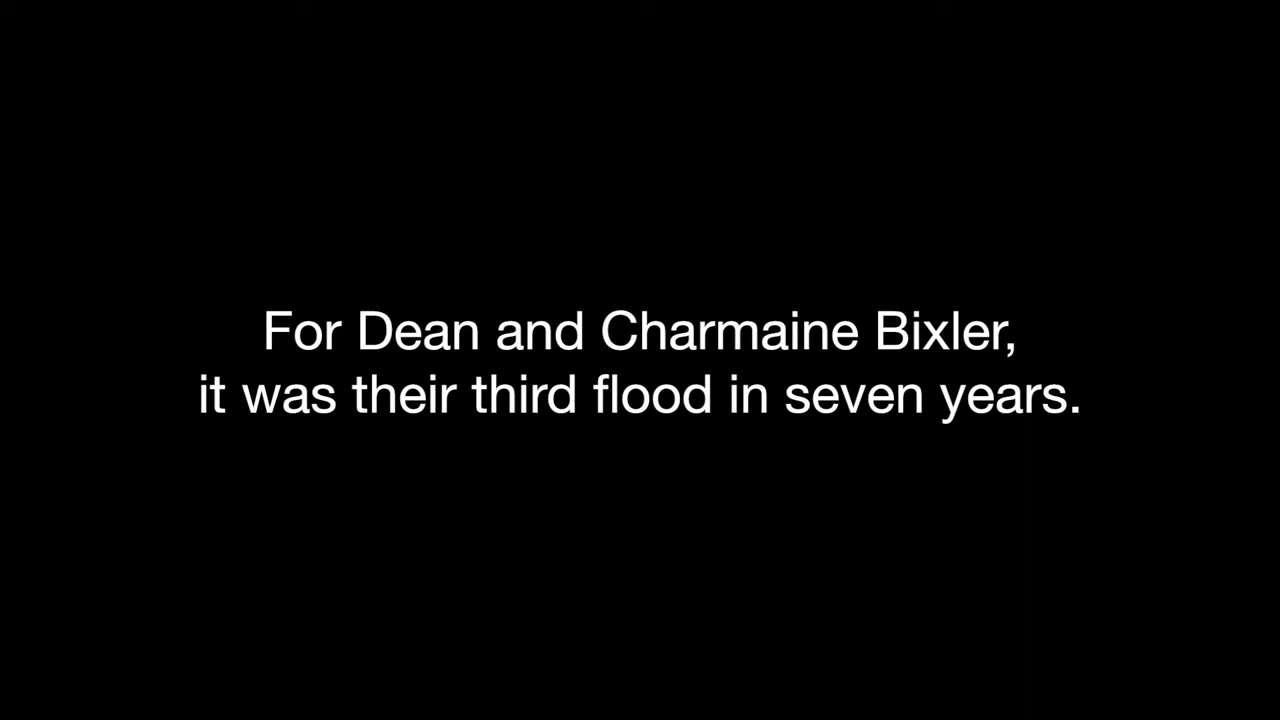 For Dean and Charmaine Bixler,
it was their third flood in seven years.